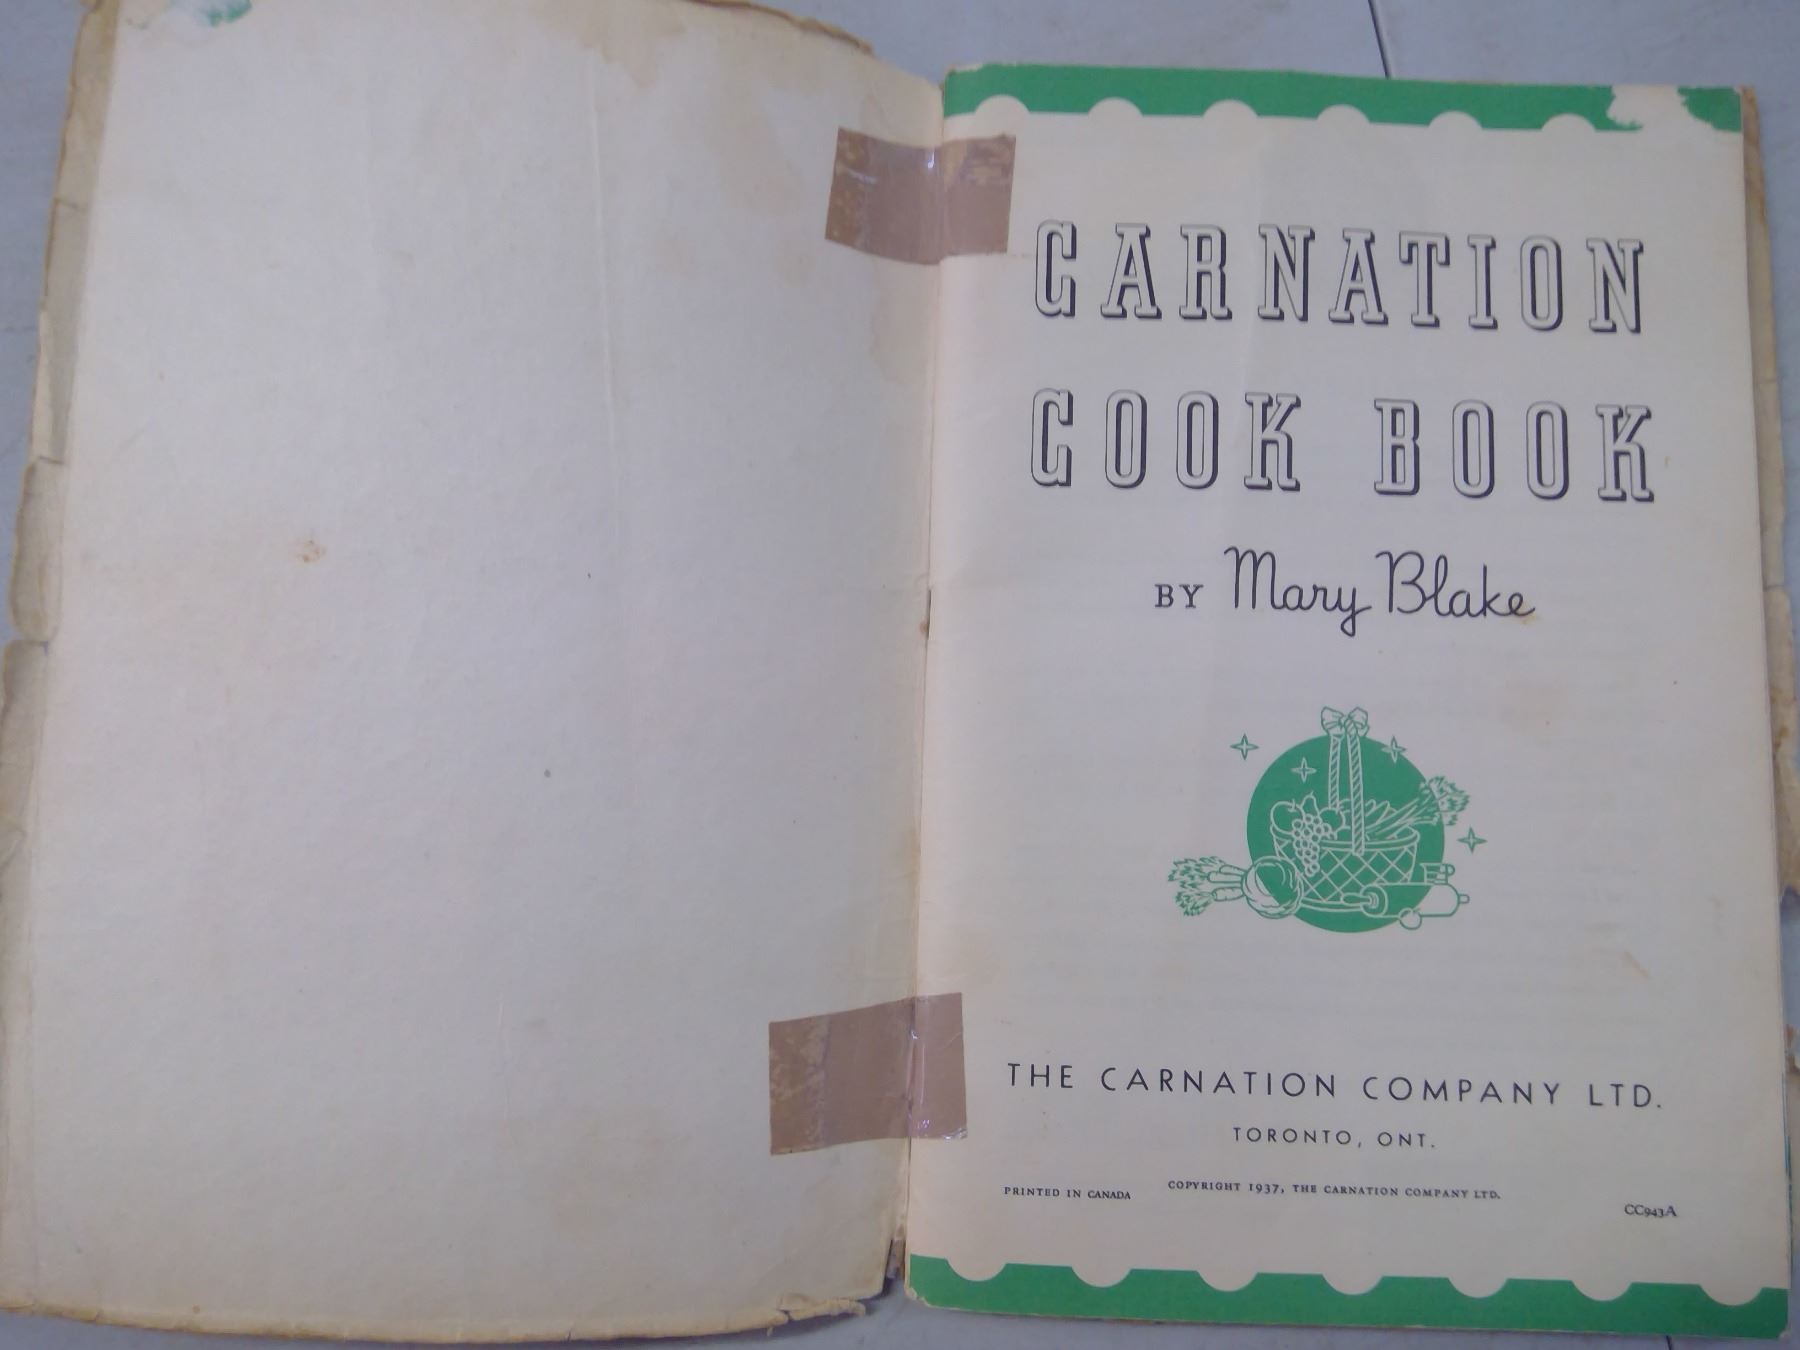 CARNATION
COOK BOOK
BY Mary Blake
THE CARNATION COMPANY LTD.
TORONTO, ONT.
PRINTED IN CANADA
COPYRIGHT 1937, THE CARNATION COMPANY LTD.
CC943A